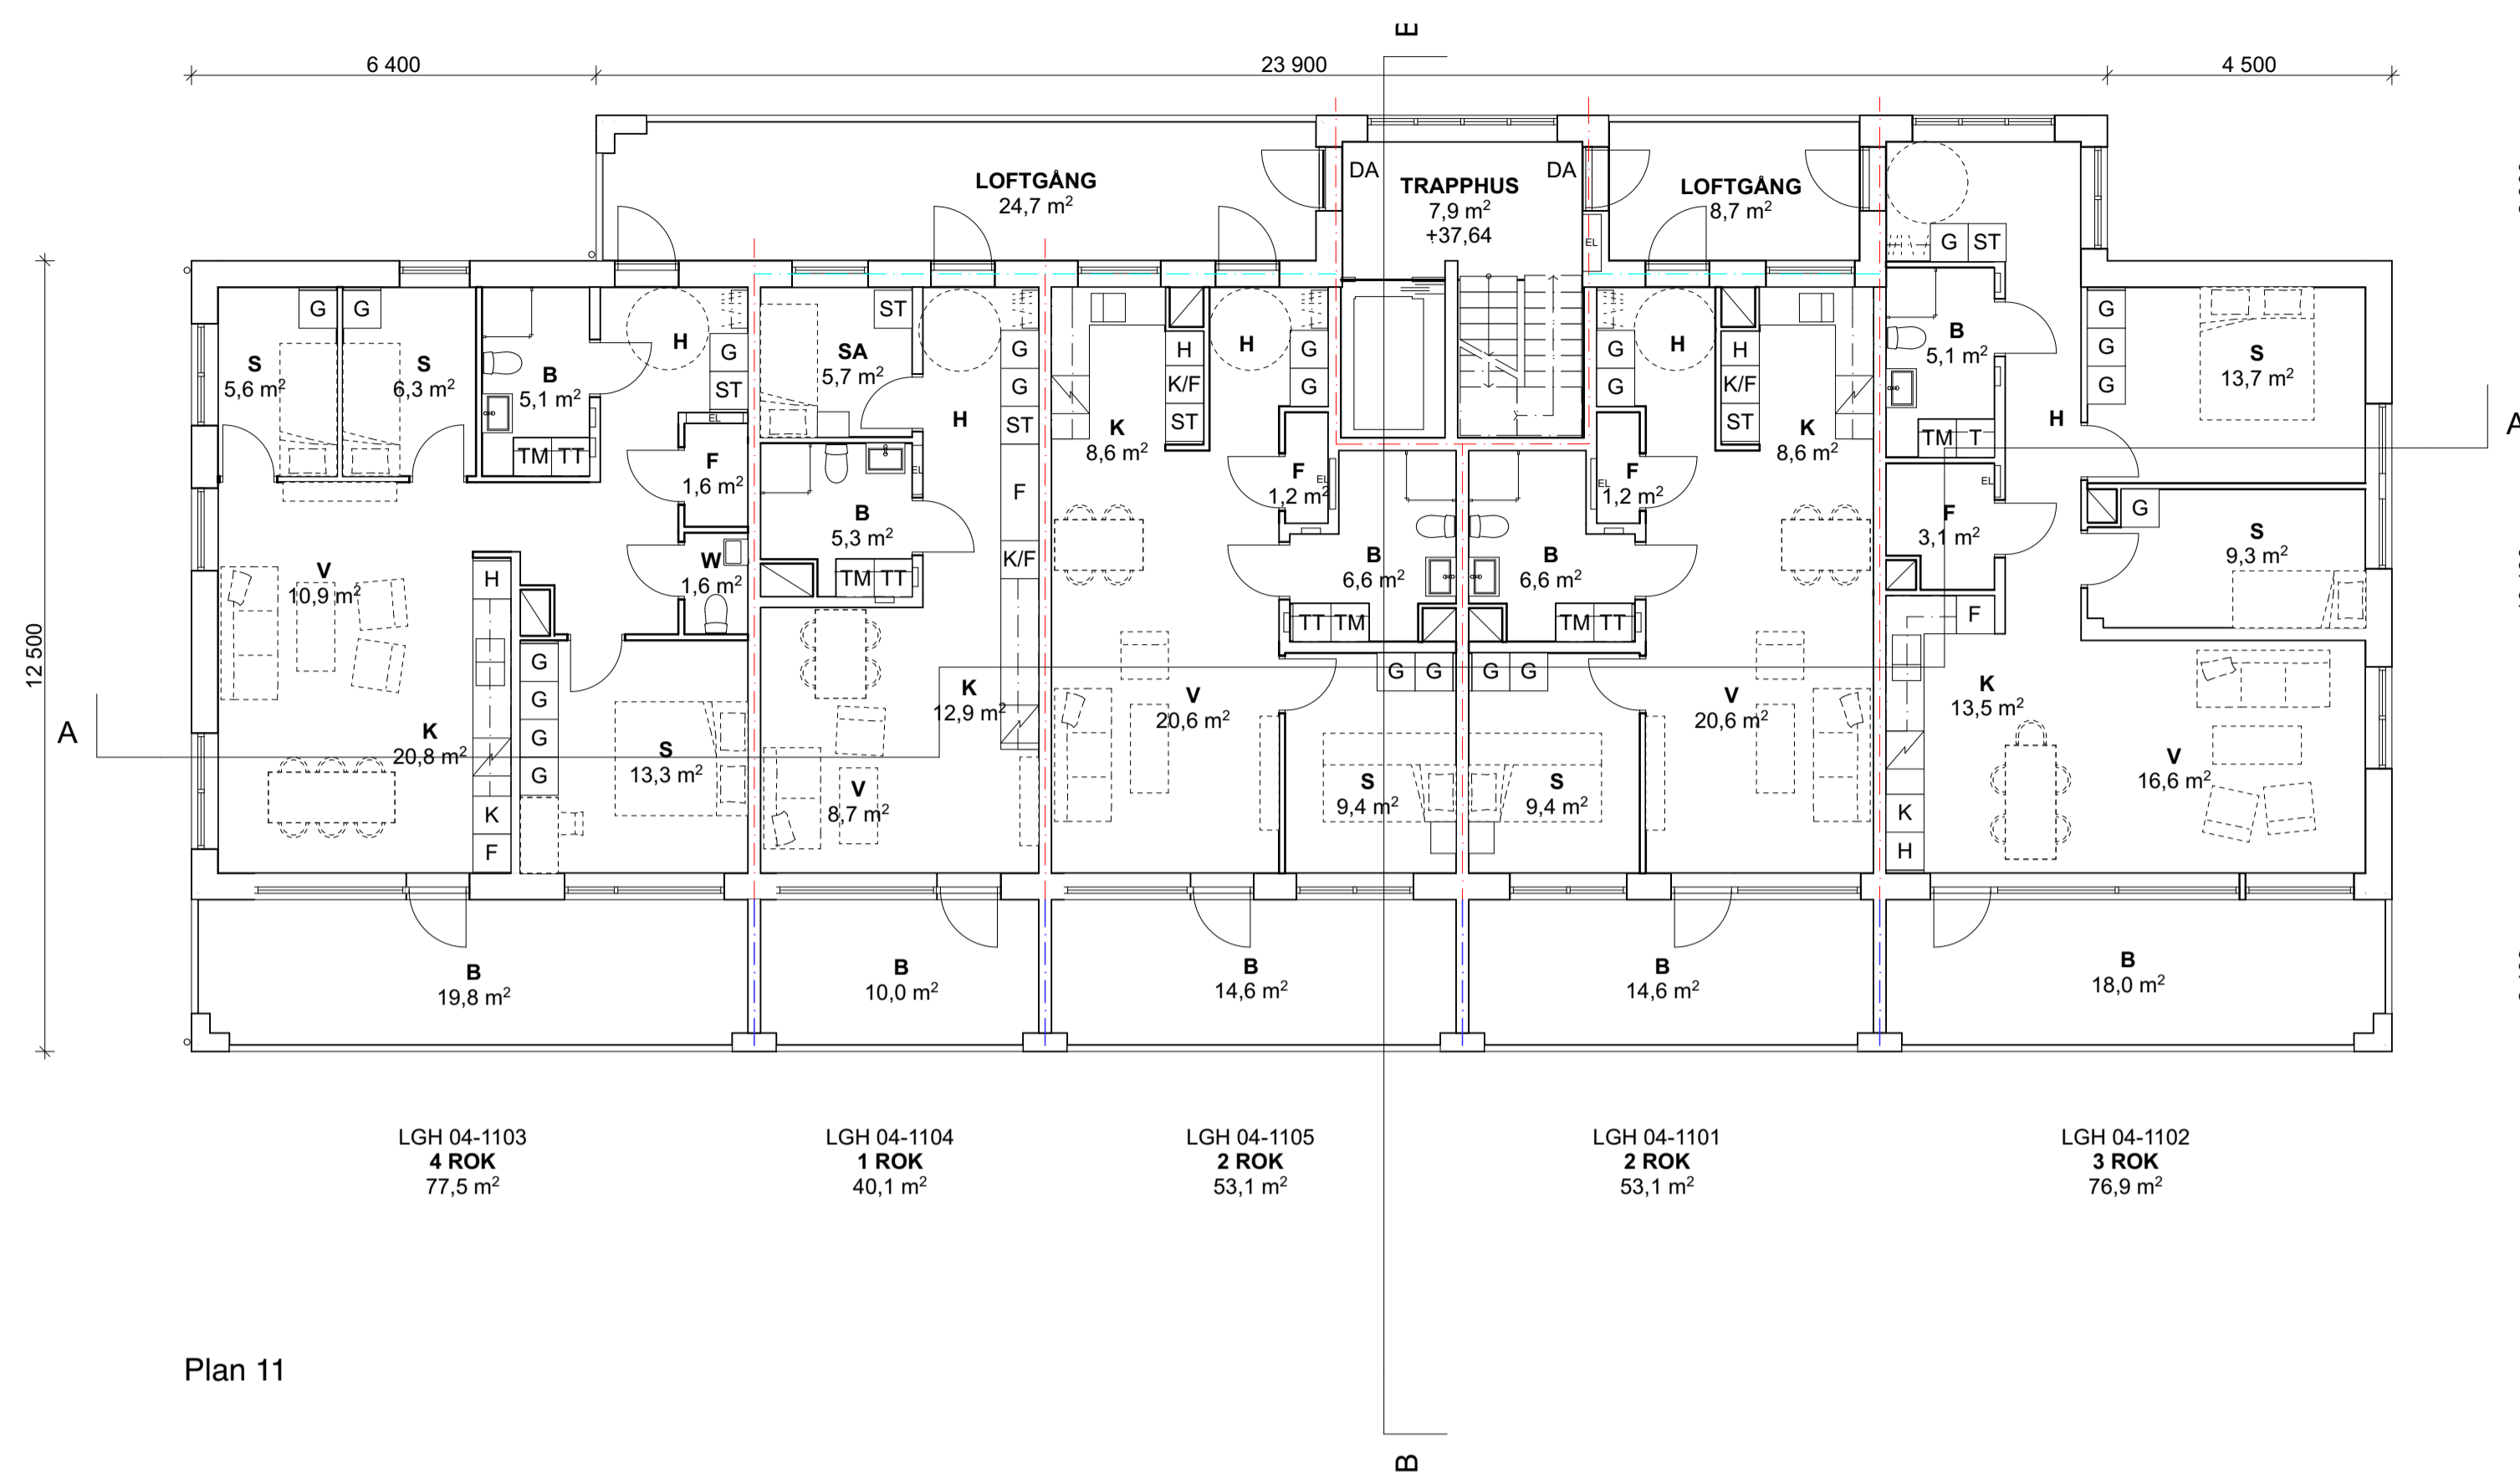 E
6 400
23 900
4 500
LOFTGÅNG
24,7 m²
DA
TRAPPHUS
7,9 m²
+37,64
DA
LOFTGÅNG
8,7 m²
EL
G ST
12 500
G
G
S
5,6 m²
S
6,3 m²
B
5,1 m²
TM TT
H
G
ST
EL
F
1,6 m²
W
1,6 m²
V
10,9 m²
H
K
20,8 m²
K
F
G
G
G
G
S
13,3 m²
ST
SA
5,7 m²
H
G
G
ST
F
K/F
EL
B
5,3 m²
TM TT
K
12,9 m²
V
8,7 m²
K
8,6 m²
H
K/F
ST
H
G
G
F
1,2 m²
EL
B
6,6 m²
TT TM
G G
V
20,6 m²
S
9,4 m²
G
G
H
H
K/F
ST
K
8,6 m²
F
1,2 m²
EL
B
6,6 m²
TM TT
G G
V
20,6 m²
S
9,4 m²
B
5,1 m²
TM T
H
G
G
G
S
13,7 m²
EL
F
3,1 m²
G
S
9,3 m²
F
K
13,5 m²
K
H
V
16,6 m²
A
A
B
19,8 m²
B
10,0 m²
B
14,6 m²
B
14,6 m²
B
18,0 m²
LGH 04-1103
4 ROK
77,5 m²
LGH 04-1104
1 ROK
40,1 m²
LGH 04-1105
2 ROK
53,1 m²
LGH 04-1101
2 ROK
53,1 m²
LGH 04-1102
3 ROK
76,9 m²
Plan 11
B